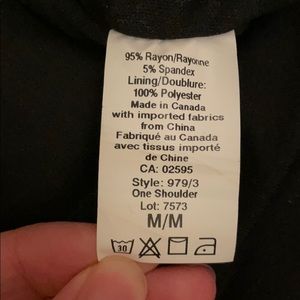 95% Rayon/Rayonne
5% Spandex
Lining/Doublure:
100% Polyester
Made in Canada
with imported fabrics
from China
Fabriqué au Canada
avec tissus importé
de Chine
CA: 02595
Style: 979/3
One Shoulder
Lot: 7573
M/M
30